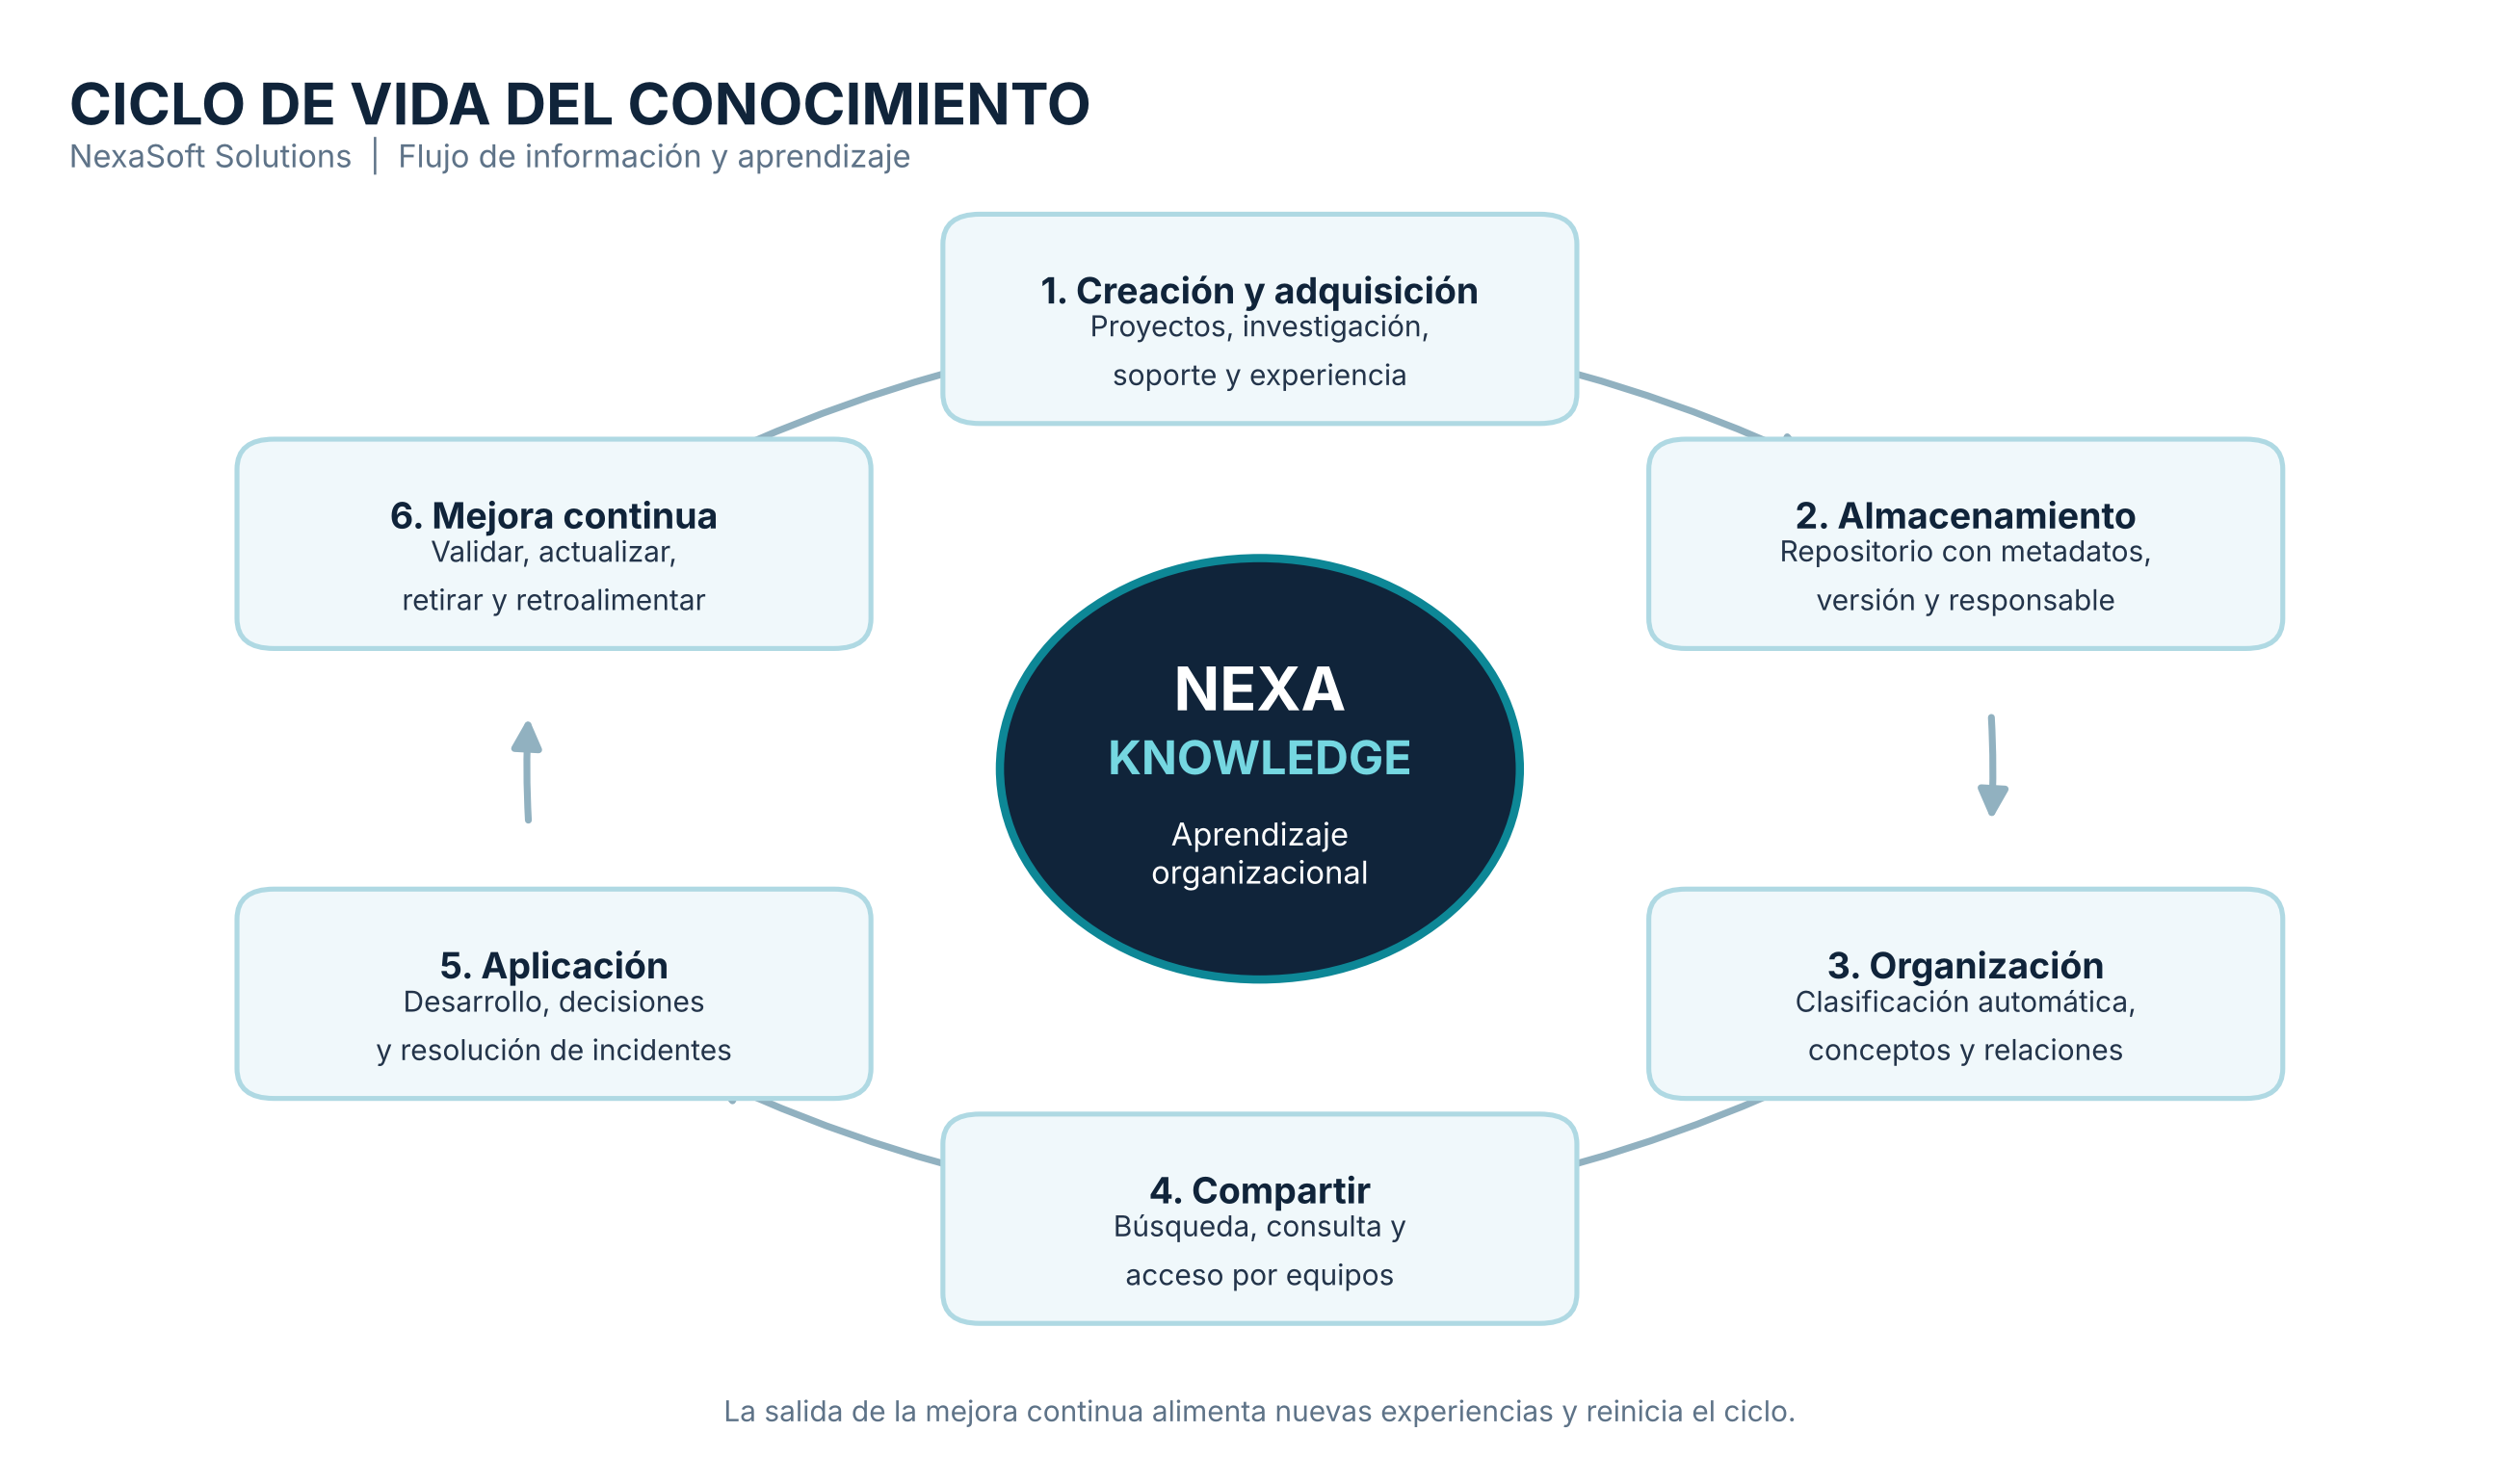 CICLO DE VIDA DEL CONOCIMIENTO
NexaSoft Solutions | Flujo de información y aprendizaje
1. Creación y adquisición
Proyectos, investigación,
soporte y experiencia
2. Almacenamiento
Repositorio con metadatos,
versión y responsable
3. Organización
Clasificación automática,
conceptos y relaciones
4. Compartir
Búsqueda, consulta y
acceso por equipos
5. Aplicación
Desarrollo, decisiones
y resolución de incidentes
6. Mejora continua
Validar, actualizar,
retirar y retroalimentar
NEXA
KNOWLEDGE
Aprendizaje
organizacional
La salida de la mejora continua alimenta nuevas experiencias y reinicia el ciclo.